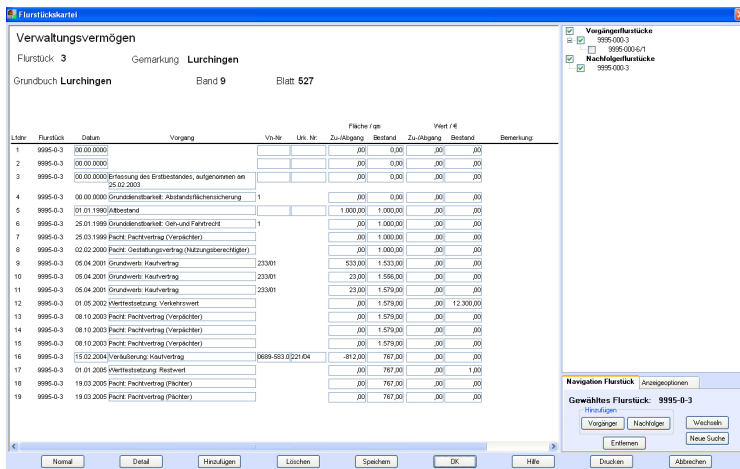 Flurstückskartei
Verwaltungsvermögen
Flurstück 3 Gemarkung Lurchingen
Grundbuch Lurchingen Band 9 Blatt 527
Fläche / qm Wert / €
Lfdnr Flurstück Datum Vorgang Vn-Nr Urk. Nr. Zu-/Abgang Bestand Zu-/Abgang Bestand Bemerkung:
1 9995-0-3 00.00.0000 ,00 0,00 ,00 ,00
2 9995-0-3 00.00.0000 ,00 0,00 ,00 ,00
3 9995-0-3 00.00.0000 Erfassung des Erstbestandes, aufgenommen am ,00 0,00 ,00 ,00
25.02.2003
4 9995-0-3 00.00.0000 Grunddienstbarkeit: Abstandsflächensicherung 1 ,00 0,00 ,00 ,00
5 9995-0-3 01.01.1990 Altbestand 1.000,00 1.000,00 ,00 ,00
6 9995-0-3 25.01.1999 Grunddienstbarkeit: Geh-und Fahrtrecht 1 ,00 1.000,00 ,00 ,00
7 9995-0-3 25.03.1999 Pacht: Pachtvertrag (Verpächter) ,00 1.000,00 ,00 ,00
8 9995-0-3 02.02.2000 Pacht: Gestattungsvertrag (Nutzungsberechtigter) ,00 1.000,00 ,00 ,00
9 9995-0-3 05.04.2001 Grundwerb: Kaufvertrag 233/01 533,00 1.533,00 ,00 ,00
10 9995-0-3 05.04.2001 Grundwerb: Kaufvertrag 233/01 23,00 1.556,00 ,00 ,00
11 9995-0-3 05.04.2001 Grundwerb: Kaufvertrag 233/01 23,00 1.579,00 ,00 ,00
12 9995-0-3 01.05.2002 Wertfestsetzung: Verkehrswert ,00 1.579,00 ,00 12.300,00
13 9995-0-3 08.10.2003 Pacht: Pachtvertrag (Verpächter) ,00 1.579,00 ,00 ,00
14 9995-0-3 08.10.2003 Pacht: Pachtvertrag (Verpächter) ,00 1.579,00 ,00 ,00
15 9995-0-3 08.10.2003 Pacht: Pachtvertrag (Verpächter) ,00 1.579,00 ,00 ,00
16 9995-0-3 15.02.2004 Veräußerung: Kaufvertrag 0689-583.0 221/04 -812,00 767,00 ,00 ,00
17 9995-0-3 01.01.2005 Wertfestsetzung: Restwert ,00 767,00 ,00 1,00
18 9995-0-3 19.03.2005 Pacht: Pachtvertrag (Pächter) ,00 767,00 ,00 ,00
19 9995-0-3 19.03.2005 Pacht: Pachtvertrag (Pächter) ,00 767,00 ,00 ,00
Vorgängerflurstücke
9995-000-3
9995-000-6/1
Nachfolgerflurstücke
9995-000-3
Navigation Flurstück Anzeigeoptionen
Gewähltes Flurstück: 9995-0-3
Hinzufügen
Vorgänger Nachfolger Wechseln
Entfernen Neue Suche
Normal Detail Hinzufügen Löschen Speichern OK Hilfe Drucken Abbrechen